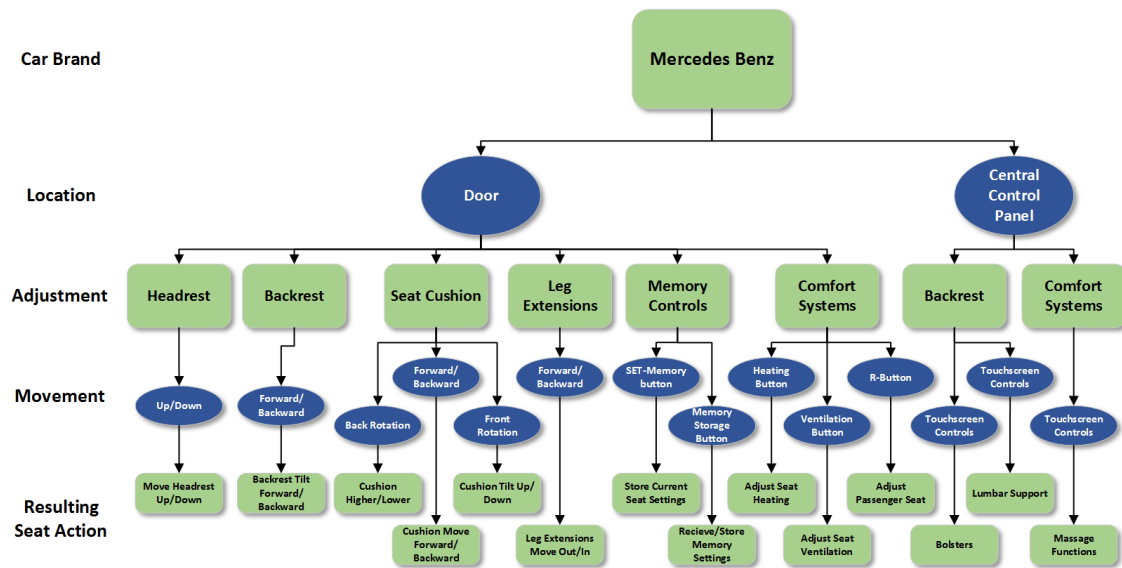 Car Brand
Mercedes Benz
Location
Door
Central
Control
Panel
Adjustment
Headrest
Backrest
Seat Cushion
Leg
Extensions
Memory
Controls
Comfort
Systems
Backrest
Comfort
Systems
Movement
Up/Down
Forward/
Backward
Back Rotation
Forward/
Backward
Front
Rotation
Forward/
Backward
SET-Memory
button
Memory
Storage
Button
Heating
Button
Ventilation
Button
R-Button
Touchscreen
Controls
Touchscreen
Controls
Touchscreen
Controls
Resulting
Seat Action
Move Headrest
Up/Down
Backrest Tilt
Forward/
Backward
Cushion
Higher/Lower
Cushion Move
Forward/
Backward
Cushion Tilt Up/
Down
Leg Extensions
Move Out/In
Store Current
Seat Settings
Recieve/Store
Memory
Settings
Adjust Seat
Heating
Adjust Seat
Ventilation
Adjust
Passenger Seat
Bolsters
Lumbar Support
Massage
Functions